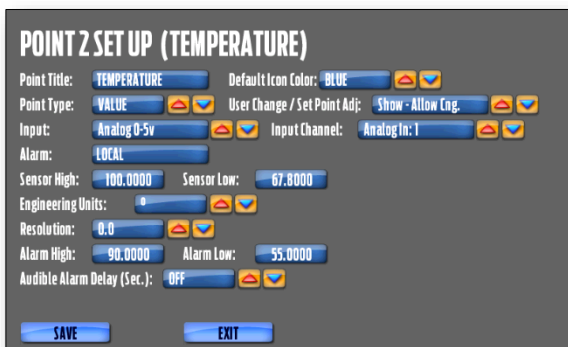 POINT 2 SET UP (TEMPERATURE)
Point Title: TEMPERATURE Default Icon Color: BLUE
Point Type: VALUE User Change / Set Point Adj: Show - Allow Cng.
Input: Analog 0-5v Input Channel: Analog In: 1
Alarm: LOCAL
Sensor High: 100.0000 Sensor Low: 67.8000
Engineering Units: °
Resolution: 0.0
Alarm High: 90.0000 Alarm Low: 55.0000
Audible Alarm Delay (Sec.): OFF
SAVE EXIT